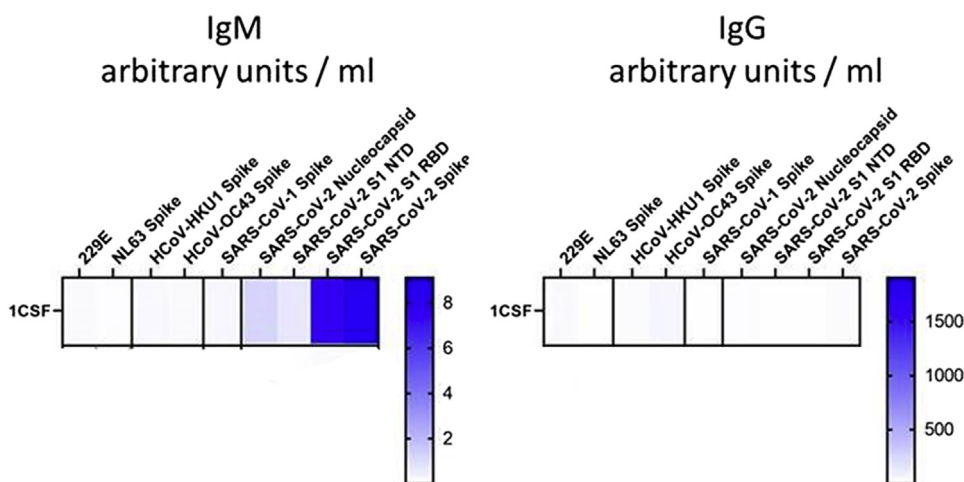 IgM
arbitrary units / ml
229E
NL63 Spike
HCoV-HKU1 Spike
HCoV-OC43 Spike
SARS-CoV-1 Spike
SARS-CoV-2 Nucleocapsid
SARS-CoV-2 S1 NTD
SARS-CoV-2 S1 RBD
SARS-CoV-2 Spike
1CSF
8
6
4
2
IgG
arbitrary units / ml
229E
NL63 Spike
HCoV-HKU1 Spike
HCoV-OC43 Spike
SARS-CoV-1 Spike
SARS-CoV-2 Nucleocapsid
SARS-CoV-2 S1 NTD
SARS-CoV-2 S1 RBD
SARS-CoV-2 Spike
1CSF
1500
1000
500